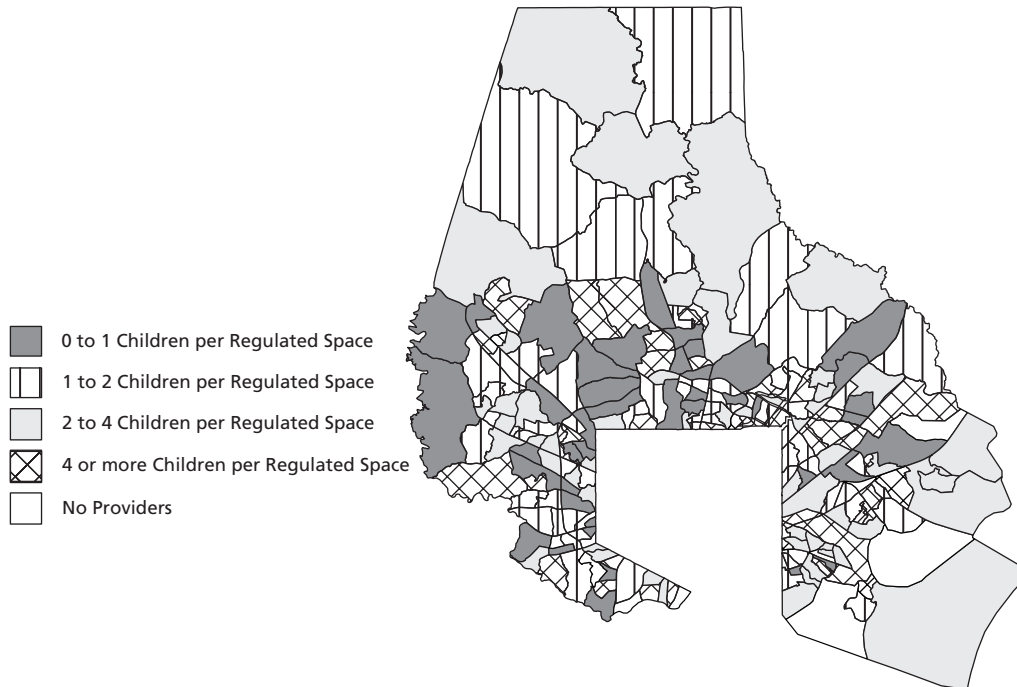 0 to 1 Children per Regulated Space
1 to 2 Children per Regulated Space
2 to 4 Children per Regulated Space
4 or more Children per Regulated Space
No Providers